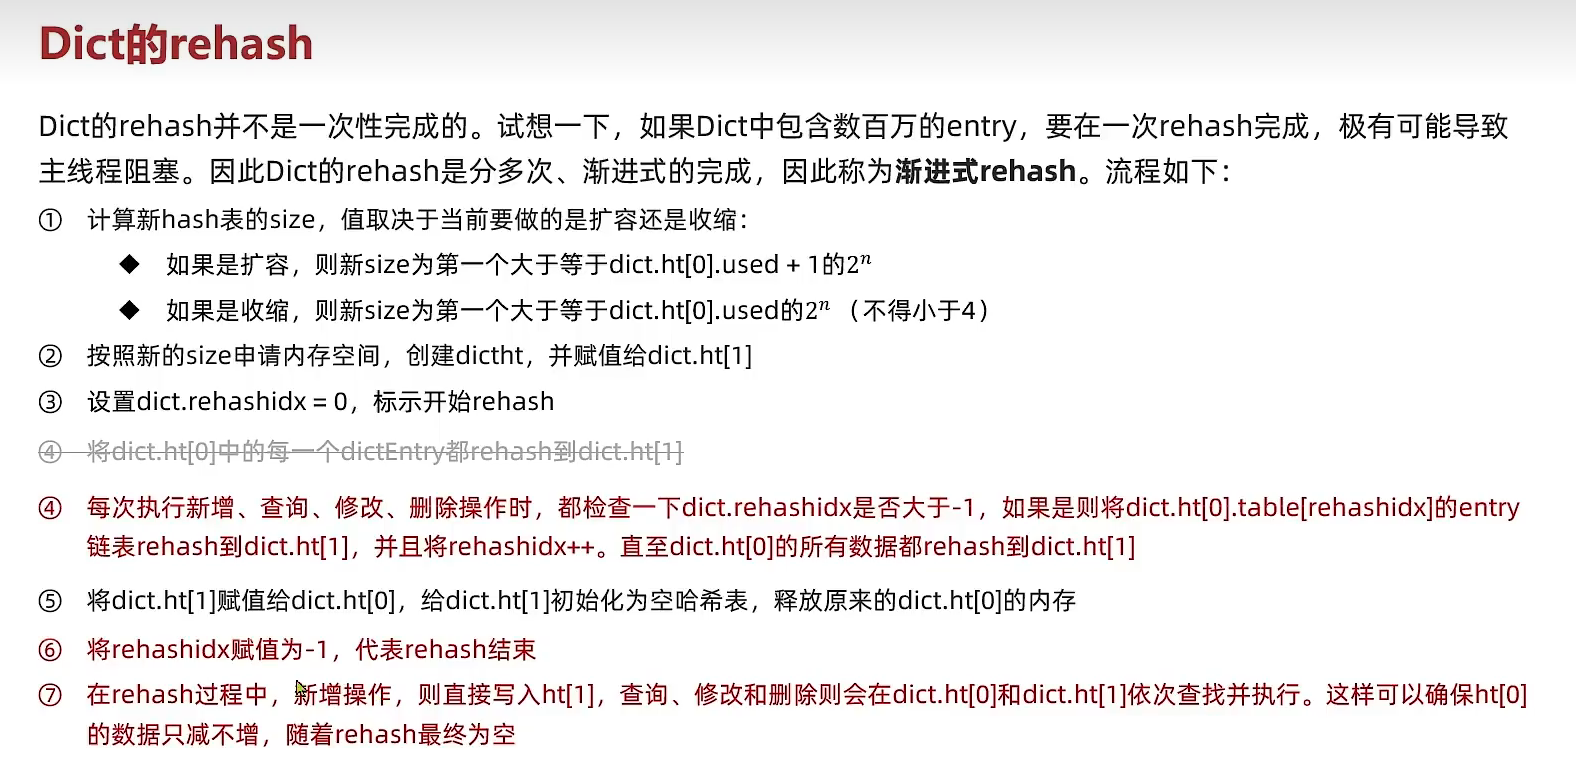 Dict的rehash
Dict的rehash并不是一次性完成的。试想一下，如果Dict中包含数百万的entry，要在一次rehash完成，极有可能导致
主线程阻塞。因此Dict的rehash是分多次、渐进式的完成，因此称为渐进式rehash。流程如下：
① 计算新hash表的size，值取决于当前要做的是扩容还是收缩：
◆ 如果是扩容，则新size为第一个大于等于dict.ht[0].used + 1的2ⁿ
◆ 如果是收缩，则新size为第一个大于等于dict.ht[0].used的2ⁿ（不得小于4）
② 按照新的size申请内存空间，创建dictht，并赋值给dict.ht[1]
③ 设置dict.rehashidx = 0，标示开始rehash
④ 将dict.ht[0]中的每一个dictEntry都rehash到dict.ht[1]
④ 每次执行新增、查询、修改、删除操作时，都检查一下dict.rehashidx是否大于-1，如果是则将dict.ht[0].table[rehashidx]的entry
链表rehash到dict.ht[1]，并且将rehashidx++。直至dict.ht[0]的所有数据都rehash到dict.ht[1]
⑤ 将dict.ht[1]赋值给dict.ht[0]，给dict.ht[1]初始化为空哈希表，释放原来的dict.ht[0]的内存
⑥ 将rehashidx赋值为-1，代表rehash结束
⑦ 在rehash过程中，新增操作，则直接写入ht[1]，查询、修改和删除则会在dict.ht[0]和dict.ht[1]依次查找并执行。这样可以确保ht[0]
的数据只减不增，随着rehash最终为空